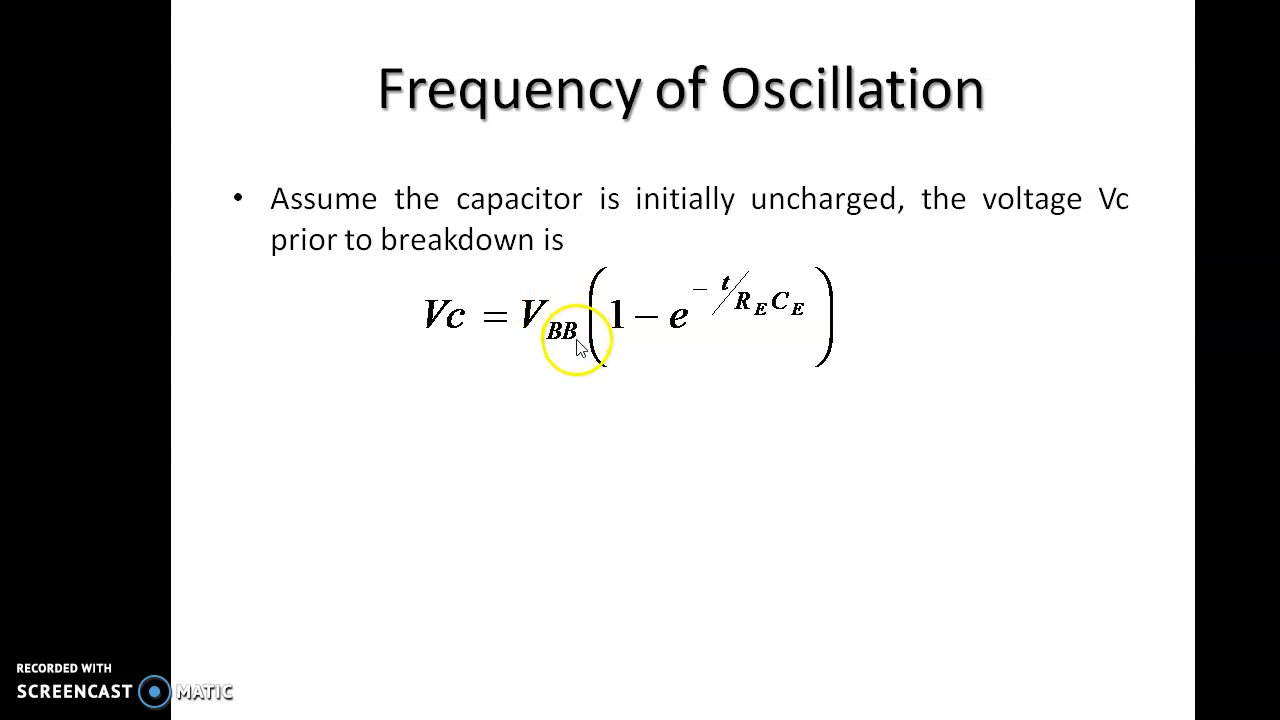 Frequency of Oscillation
• Assume the capacitor is initially uncharged, the voltage Vc
prior to breakdown is
Vc = V_BB (1 − e^(−t/R_E C_E))
RECORDED WITH
SCREENCAST MATIC